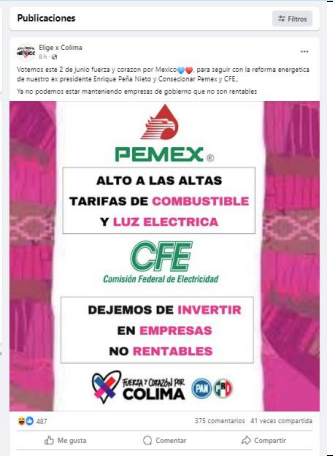 Publicaciones
Filtros
Elige x Colima
8 h ·
Votemos este 2 de junio fuerza y corazon por Mexico🩵❤️, para seguir con la reforma energetica
de nuestro ex presidente Enrique Peña Nieto y Consecionar Pemex y CFE.
Ya no podemos estar manteniendo empresas de gobierno que no son rentables
PEMEX®
ALTO A LAS ALTAS
TARIFAS DE COMBUSTIBLE
Y LUZ ELECTRICA
CFE
Comisión Federal de Electricidad
DEJEMOS DE INVERTIR
EN EMPRESAS
NO RENTABLES
FUERZA Y CORAZÓN POR
COLIMA
PAN PRI
487
375 comentarios 41 veces compartida
Me gusta Comentar Compartir